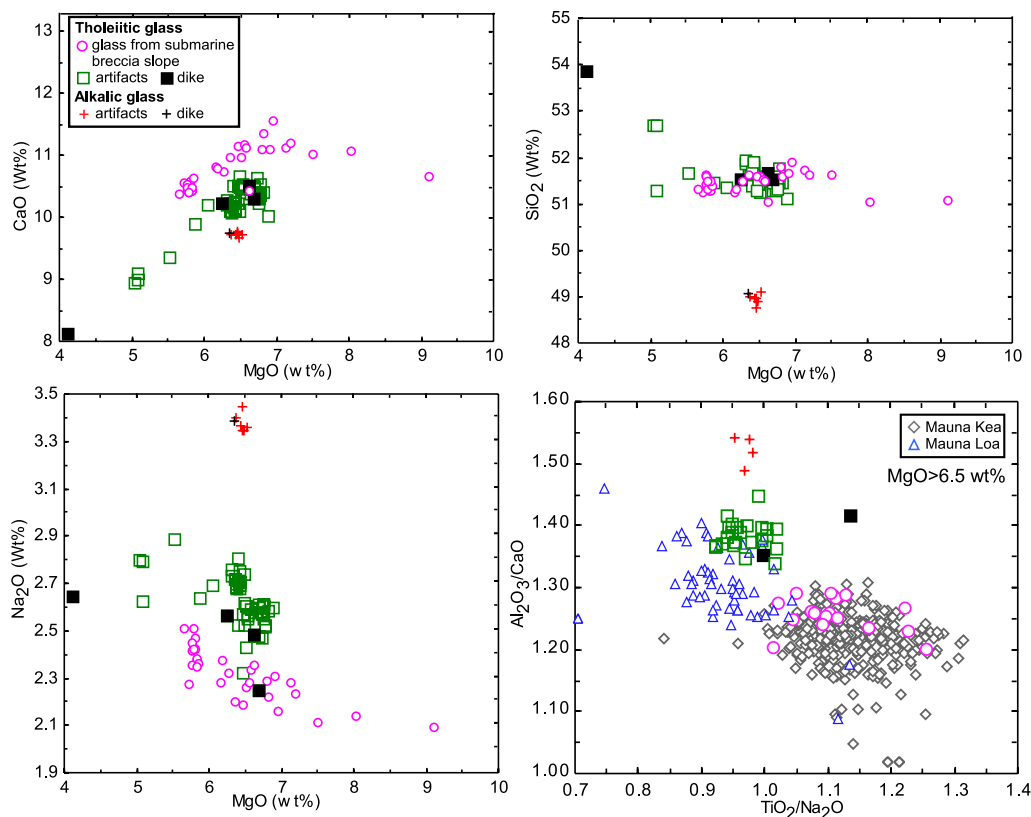 Tholeiitic glass
glass from submarine
breccia slope
artifacts dike
Alkalic glass
artifacts dike
CaO (Wt%)
13
12
11
10
9
8
4 5 6 7 8 9 10
MgO (w t%)
SiO2 (Wt%)
55
54
53
52
51
50
49
48
4 5 6 7 8 9 10
MgO (w t%)
Na2O (Wt%)
3.5
3.3
3.1
2.9
2.7
2.5
2.3
2.1
1.9
4 5 6 7 8 9 10
MgO (w t%)
Mauna Kea
Mauna Loa
MgO>6.5 wt%
Al2O3/CaO
1.60
1.50
1.40
1.30
1.20
1.10
1.00
0.7 0.8 0.9 1.0 1.1 1.2 1.3 1.4
TiO2/Na2O